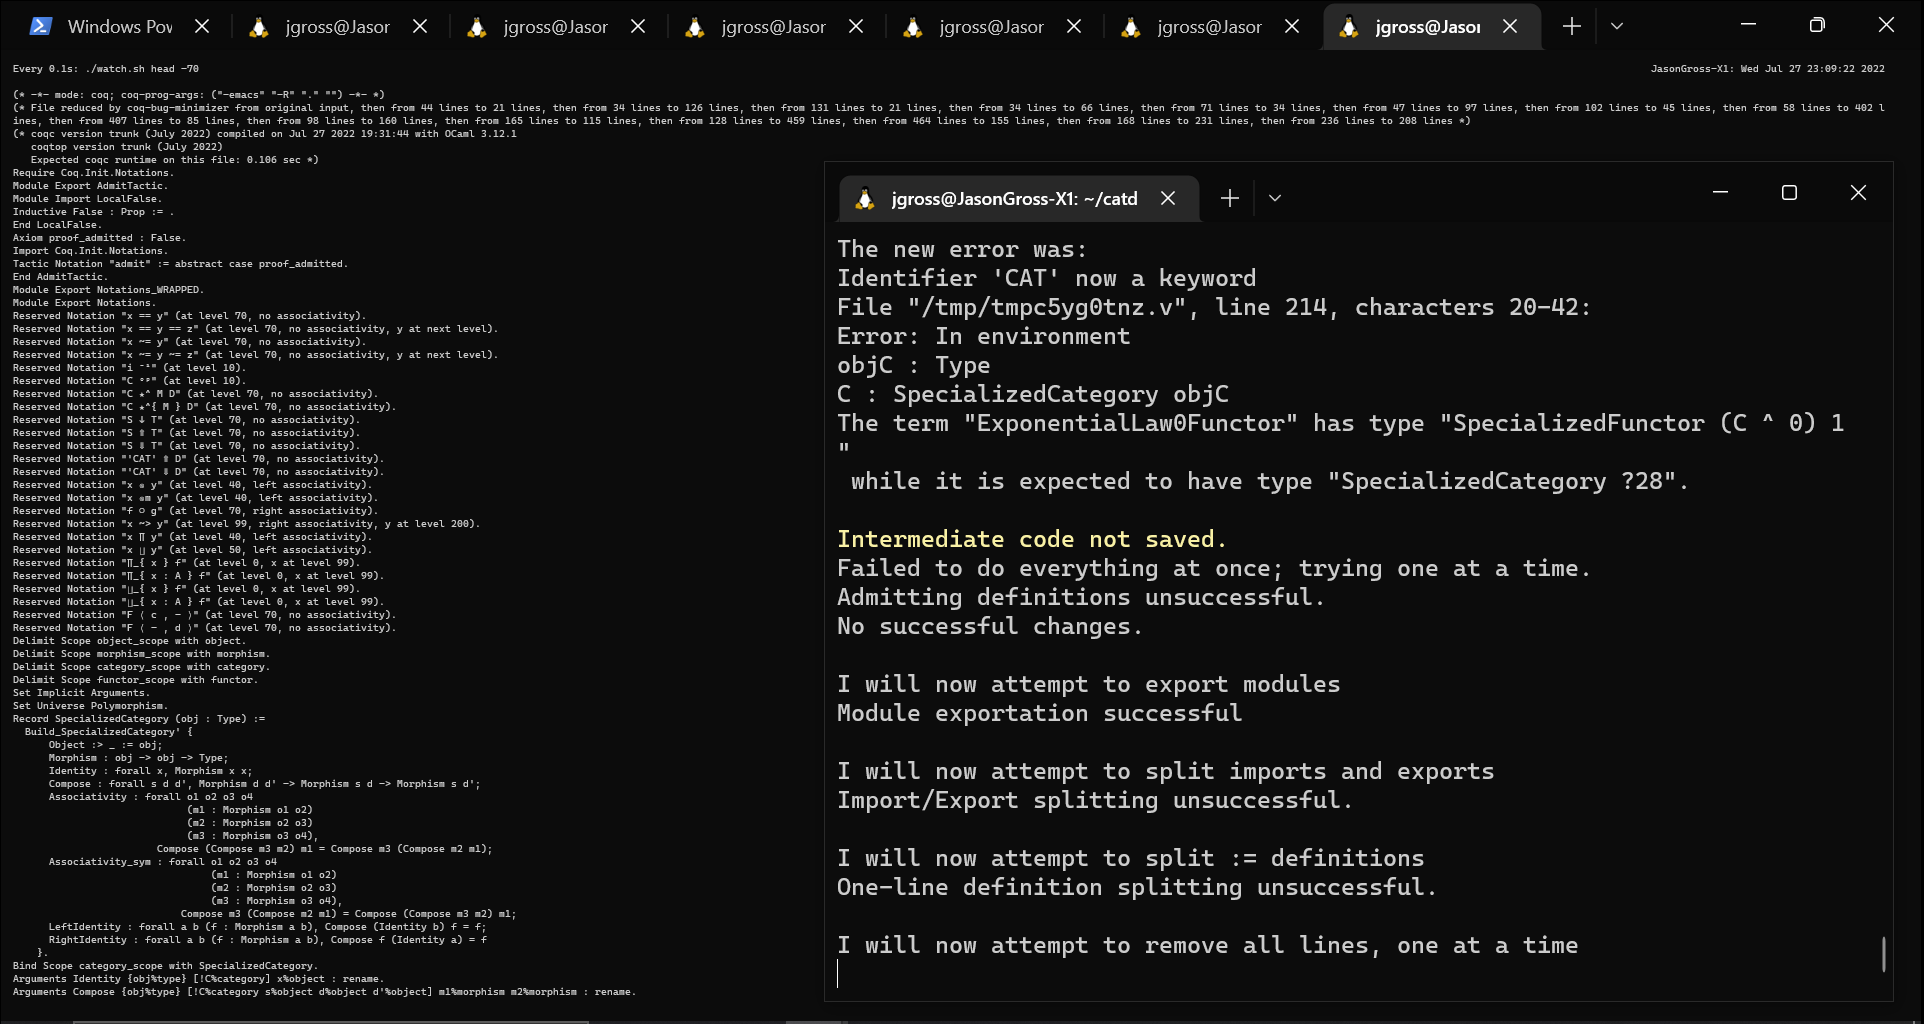 Windows Pow
jgross@Jasor
jgross@Jasor
jgross@Jasor
jgross@Jasor
jgross@Jasor
jgross@Jasor
Every 0.1s: ./watch.sh head -70
JasonGross-X1: Wed Jul 27 23:09:22 2022
(* -*- mode: coq; coq-prog-args: ("-emacs" "-R" "." "") -*- *)
(* File reduced by coq-bug-minimizer from original input, then from 44 lines to 21 lines, then from 34 lines to 126 lines, then from 131 lines to 21 lines, then from 34 lines to 66 lines, then from 71 lines to 34 lines, then from 47 lines to 97 lines, then from 102 lines to 45 lines, then from 58 lines to 402 l
ines, then from 407 lines to 85 lines, then from 98 lines to 160 lines, then from 165 lines to 115 lines, then from 128 lines to 459 lines, then from 464 lines to 155 lines, then from 168 lines to 231 lines, then from 236 lines to 208 lines *)
(* coqc version trunk (July 2022) compiled on Jul 27 2022 19:31:44 with OCaml 3.12.1
coqtop version trunk (July 2022)
Expected coqc runtime on this file: 0.106 sec *)
Require Coq.Init.Notations.
Module Export AdmitTactic.
Module Import LocalFalse.
Inductive False : Prop := .
End LocalFalse.
Axiom proof_admitted : False.
Import Coq.Init.Notations.
Tactic Notation "admit" := abstract case proof_admitted.
End AdmitTactic.
Module Export Notations_WRAPPED.
Module Export Notations.
Reserved Notation "x == y" (at level 70, no associativity).
Reserved Notation "x == y == z" (at level 70, no associativity, y at next level).
Reserved Notation "x ~= y" (at level 70, no associativity).
Reserved Notation "x ~= y ~= z" (at level 70, no associativity, y at next level).
Reserved Notation "i ⁻¹" (at level 10).
Reserved Notation "C ᵒᵖ" (at level 10).
Reserved Notation "C ★^ M D" (at level 70, no associativity).
Reserved Notation "C ★^{ M } D" (at level 70, no associativity).
Reserved Notation "S ↓ T" (at level 70, no associativity).
Reserved Notation "S ⇑ T" (at level 70, no associativity).
Reserved Notation "S ⇓ T" (at level 70, no associativity).
Reserved Notation "'CAT' ⇑ D" (at level 70, no associativity).
Reserved Notation "'CAT' ⇓ D" (at level 70, no associativity).
Reserved Notation "x ⊗ y" (at level 40, left associativity).
Reserved Notation "x ⊗m y" (at level 40, left associativity).
Reserved Notation "f ○ g" (at level 70, right associativity).
Reserved Notation "x ~> y" (at level 99, right associativity, y at level 200).
Reserved Notation "x ∏ y" (at level 40, left associativity).
Reserved Notation "x ∐ y" (at level 50, left associativity).
Reserved Notation "∏_{ x } f" (at level 0, x at level 99).
Reserved Notation "∏_{ x : A } f" (at level 0, x at level 99).
Reserved Notation "∐_{ x } f" (at level 0, x at level 99).
Reserved Notation "∐_{ x : A } f" (at level 0, x at level 99).
Reserved Notation "F ⟨ c , - ⟩" (at level 70, no associativity).
Reserved Notation "F ⟨ - , d ⟩" (at level 70, no associativity).
Delimit Scope object_scope with object.
Delimit Scope morphism_scope with morphism.
Delimit Scope category_scope with category.
Delimit Scope functor_scope with functor.
Set Implicit Arguments.
Set Universe Polymorphism.
Record SpecializedCategory (obj : Type) :=
Build_SpecializedCategory' {
Object :> _ := obj;
Morphism : obj -> obj -> Type;
Identity : forall x, Morphism x x;
Compose : forall s d d', Morphism d d' -> Morphism s d -> Morphism s d';
Associativity : forall o1 o2 o3 o4
(m1 : Morphism o1 o2)
(m2 : Morphism o2 o3)
(m3 : Morphism o3 o4),
Compose (Compose m3 m2) m1 = Compose m3 (Compose m2 m1);
Associativity_sym : forall o1 o2 o3 o4
(m1 : Morphism o1 o2)
(m2 : Morphism o2 o3)
(m3 : Morphism o3 o4),
Compose m3 (Compose m2 m1) = Compose (Compose m3 m2) m1;
LeftIdentity : forall a b (f : Morphism a b), Compose (Identity b) f = f;
RightIdentity : forall a b (f : Morphism a b), Compose f (Identity a) = f
}.
Bind Scope category_scope with SpecializedCategory.
Arguments Identity {obj%type} [!C%category] x%object : rename.
Arguments Compose {obj%type} [!C%category s%object d%object d'%object] m1%morphism m2%morphism : rename.
jgross@JasonGross-X1: ~/catd
The new error was:
Identifier 'CAT' now a keyword
File "/tmp/tmpc5yg0tnz.v", line 214, characters 20-42:
Error: In environment
objC : Type
C : SpecializedCategory objC
The term "ExponentialLaw0Functor" has type "SpecializedFunctor (C ^ 0) 1
"
while it is expected to have type "SpecializedCategory ?28".
Intermediate code not saved.
Failed to do everything at once; trying one at a time.
Admitting definitions unsuccessful.
No successful changes.
I will now attempt to export modules
Module exportation successful
I will now attempt to split imports and exports
Import/Export splitting unsuccessful.
I will now attempt to split := definitions
One-line definition splitting unsuccessful.
I will now attempt to remove all lines, one at a time